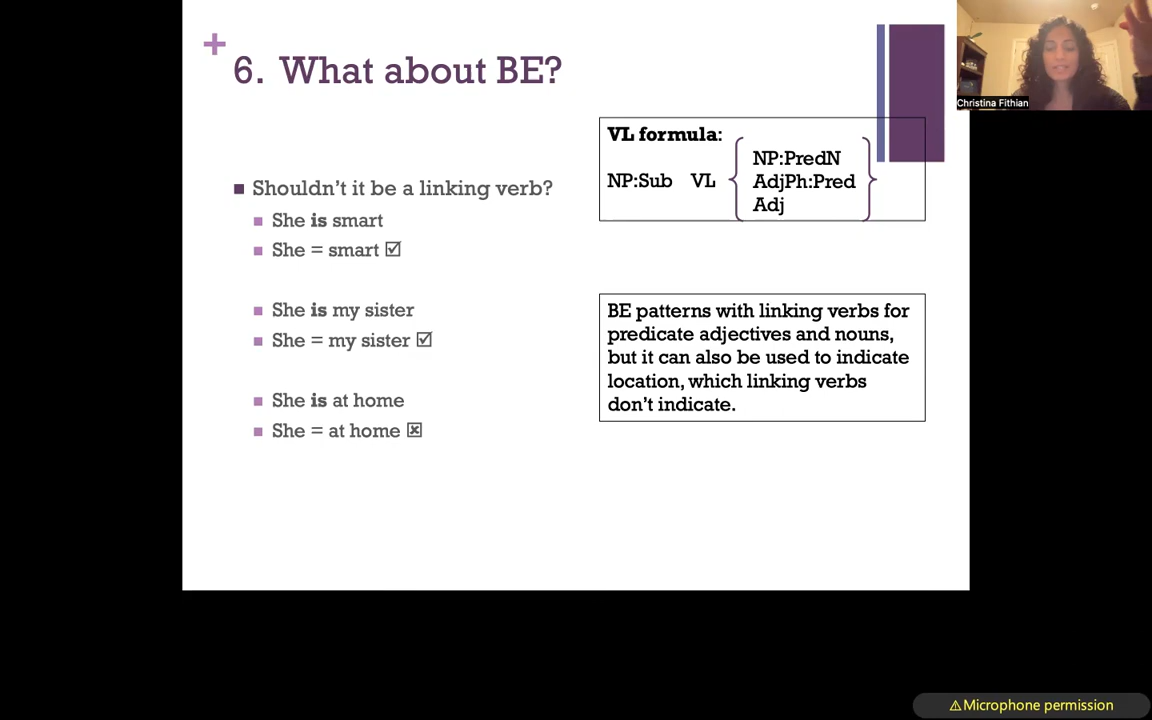 +
6. What about BE?
Shouldn't it be a linking verb?
She is smart
She = smart ☑
She is my sister
She = my sister ☑
She is at home
She = at home ☒
VL formula:
NP:Sub VL
NP:PredN
AdjPh:Pred
Adj
BE patterns with linking verbs for
predicate adjectives and nouns,
but it can also be used to indicate
location, which linking verbs
don't indicate.
Christina Fithian
⚠Microphone permission